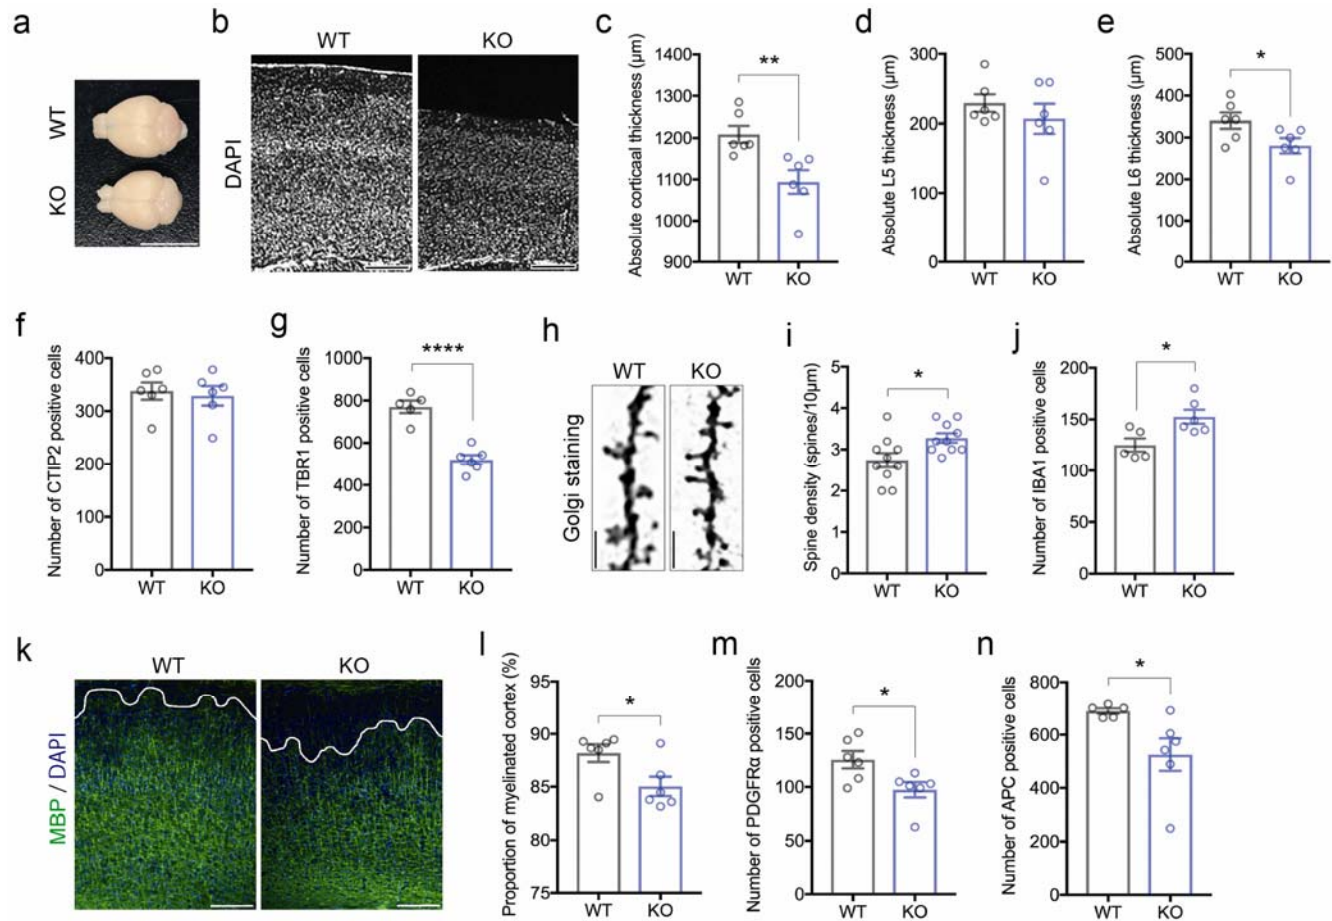 a
WT
KO
b
WT
KO
DAPI
c
Absolute corticaal thickness (µm)
1400
1300
1200
1100
1000
900
**
WT
KO
d
Absolute L5 thickness (µm)
300
200
100
0
WT
KO
e
Absolute L6 thickness (µm)
500
400
300
200
100
0
*
WT
KO
f
Number of CTIP2 positive cells
400
300
200
100
0
WT
KO
g
Number of TBR1 positive cells
1000
800
600
400
200
0
****
WT
KO
h
WT
KO
Golgi staining
i
Spine density (spines/10µm)
5
4
3
2
1
0
*
WT
KO
j
Number of IBA1 positive cells
200
150
100
50
0
*
WT
KO
k
WT
KO
MBP / DAPI
l
Proportion of myelinated cortex (%)
95
90
85
80
75
*
WT
KO
m
Number of PDGFRα positive cells
200
150
100
50
0
*
WT
KO
n
Number of APC positive cells
800
600
400
200
0
*
WT
KO